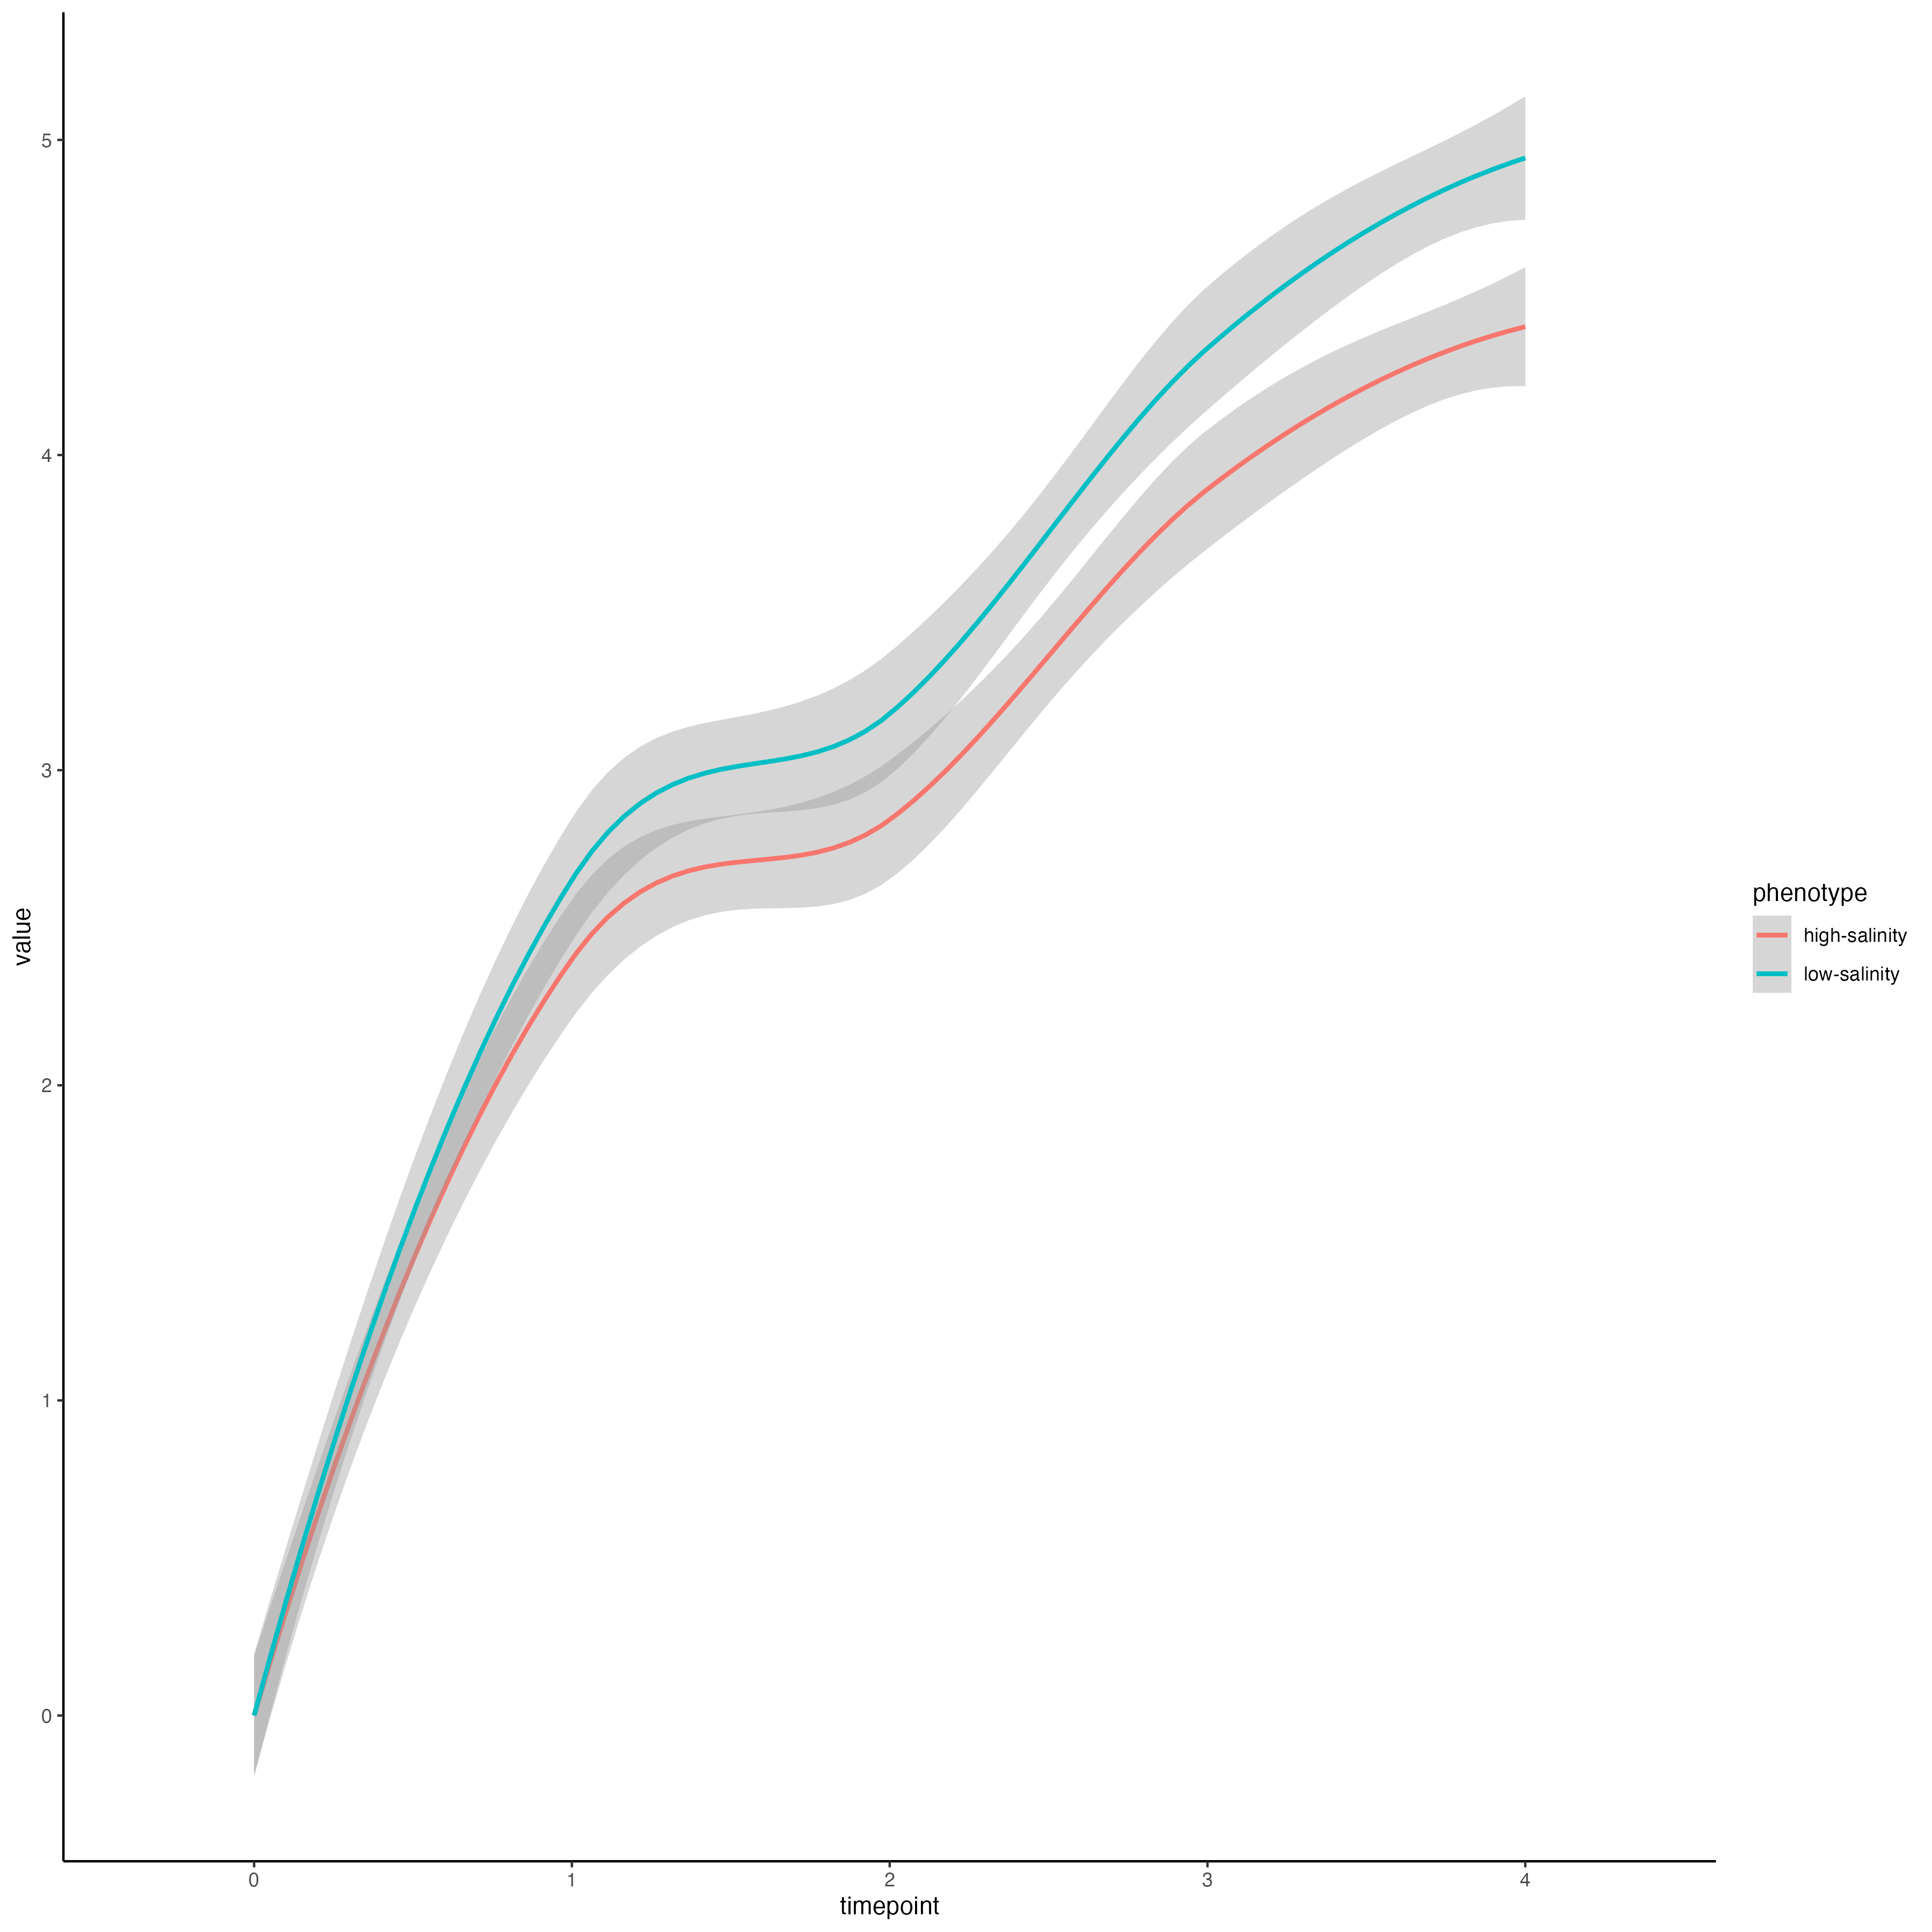 5
4
3
2
1
0
value
0 1 2 3 4
timepoint
phenotype
high-salinity
low-salinity